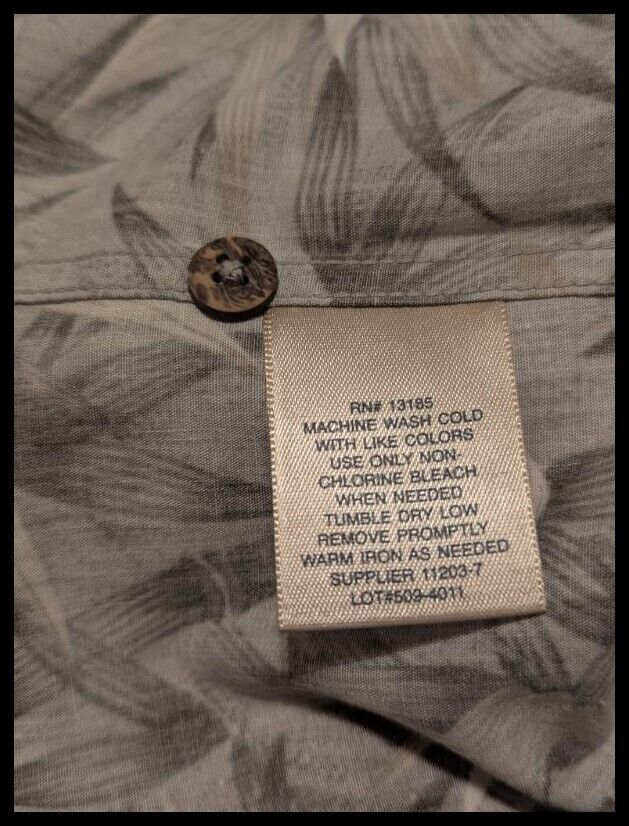 RN# 13185
MACHINE WASH COLD
WITH LIKE COLORS
USE ONLY NON-
CHLORINE BLEACH
WHEN NEEDED
TUMBLE DRY LOW
REMOVE PROMPTLY
WARM IRON AS NEEDED
SUPPLIER 11203-7
LOT#509-4011